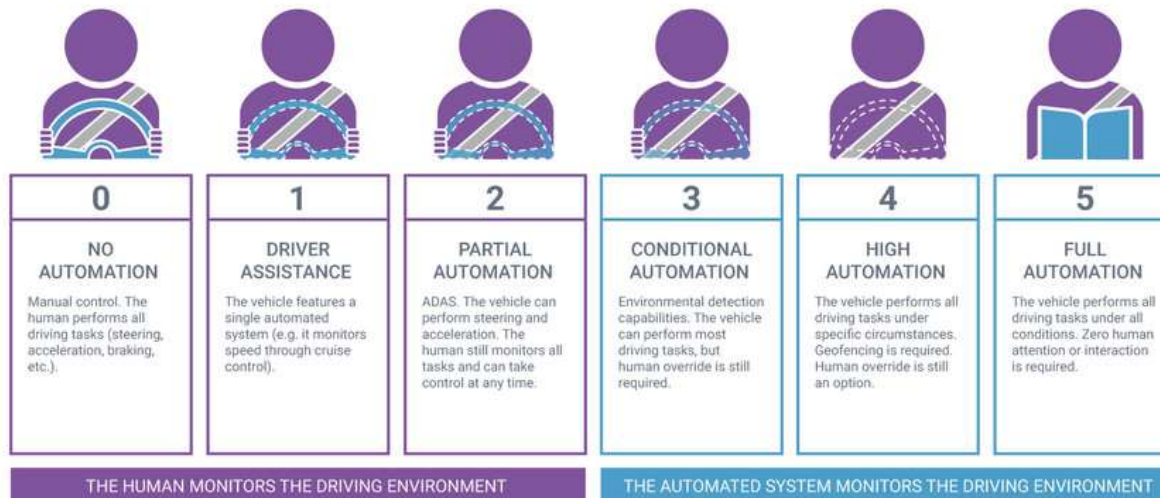 0
NO
AUTOMATION
Manual control. The
human performs all
driving tasks (steering,
acceleration, braking,
etc.).
1
DRIVER
ASSISTANCE
The vehicle features a
single automated
system (e.g. it monitors
speed through cruise
control).
2
PARTIAL
AUTOMATION
ADAS. The vehicle can
perform steering and
acceleration. The
human still monitors all
tasks and can take
control at any time.
3
CONDITIONAL
AUTOMATION
Environmental detection
capabilities. The vehicle
can perform most
driving tasks, but
human override is still
required.
4
HIGH
AUTOMATION
The vehicle performs all
driving tasks under
specific circumstances.
Geofencing is required.
Human override is still
an option.
5
FULL
AUTOMATION
The vehicle performs all
driving tasks under all
conditions. Zero human
attention or interaction
is required.
THE HUMAN MONITORS THE DRIVING ENVIRONMENT
THE AUTOMATED SYSTEM MONITORS THE DRIVING ENVIRONMENT